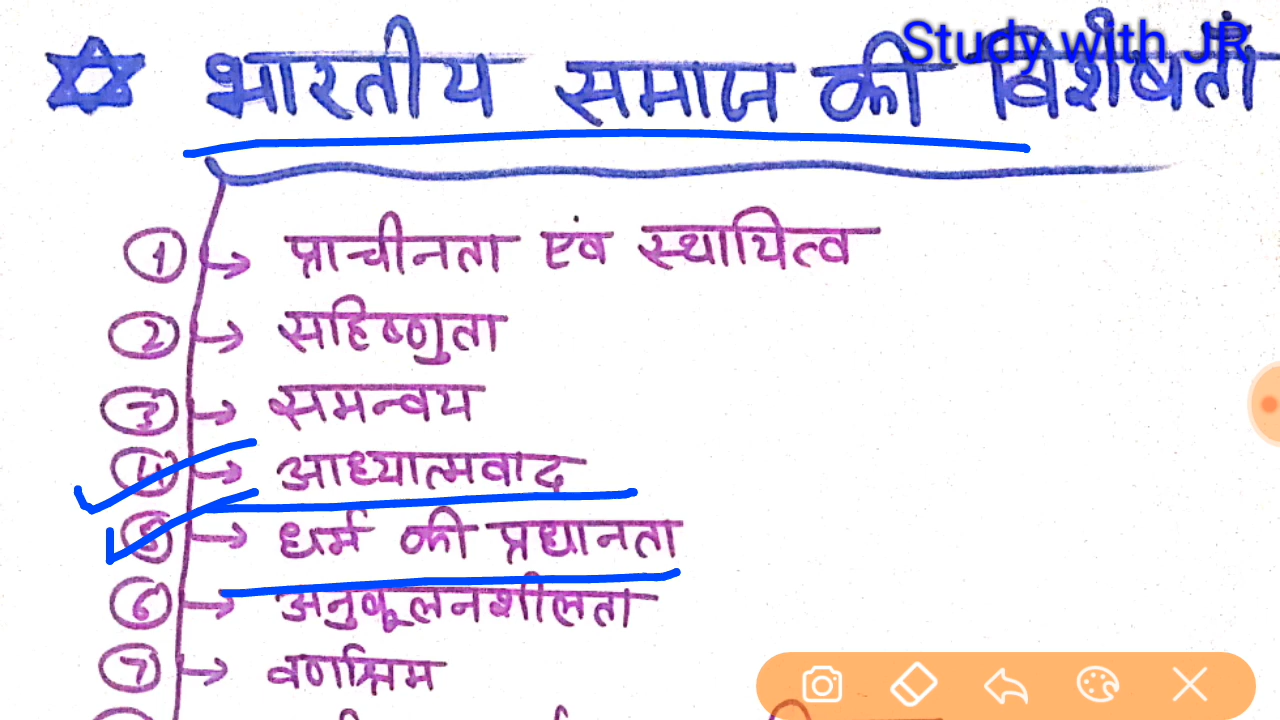 Study with JR
भारतीय समाज की विशेषता
① → प्राचीनता एंव स्थायित्व
② → सहिष्णुता
③ → समन्वय
④ → आध्यात्मवाद
⑤ → धर्म की प्रधानता
⑥ → अनुकूलनशीलता
⑦ → वर्णाश्रम